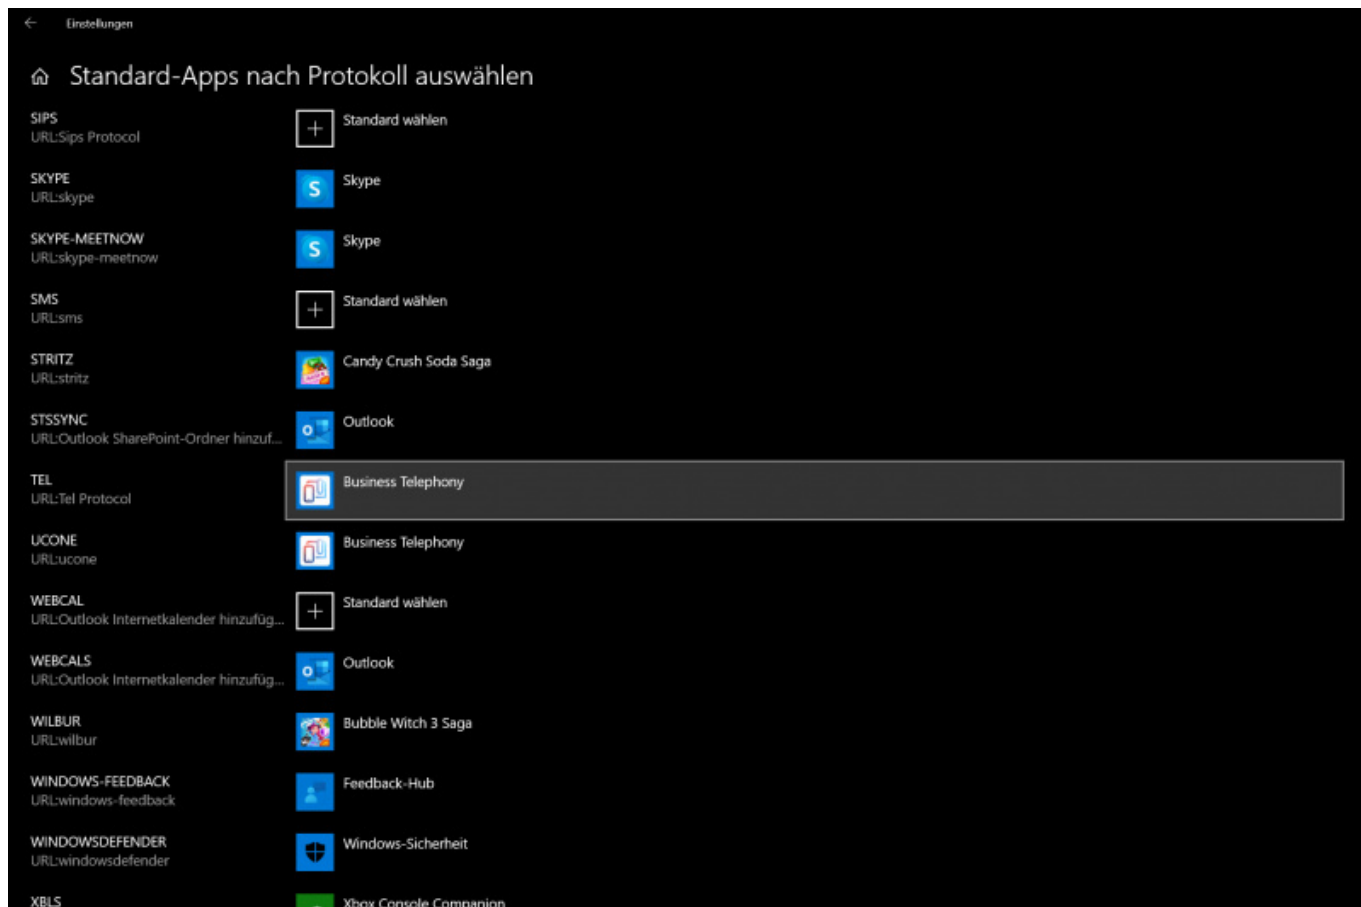 Einstellungen
Standard-Apps nach Protokoll auswählen
SIPS
URL:Sips Protocol
Standard wählen
SKYPE
URL:skype
Skype
SKYPE-MEETNOW
URL:skype-meetnow
Skype
SMS
URL:sms
Standard wählen
STRITZ
URL:stritz
Candy Crush Soda Saga
STSSYNC
URL:Outlook SharePoint-Ordner hinzuf...
Outlook
TEL
URL:Tel Protocol
Business Telephony
UCONE
URL:ucone
Business Telephony
WEBCAL
URL:Outlook Internetkalender hinzufüg...
Standard wählen
WEBCALS
URL:Outlook Internetkalender hinzufüg...
Outlook
WILBUR
URL:wilbur
Bubble Witch 3 Saga
WINDOWS-FEEDBACK
URL:windows-feedback
Feedback-Hub
WINDOWSDEFENDER
URL:windowsdefender
Windows-Sicherheit
XBLS
Xbox Console Companion